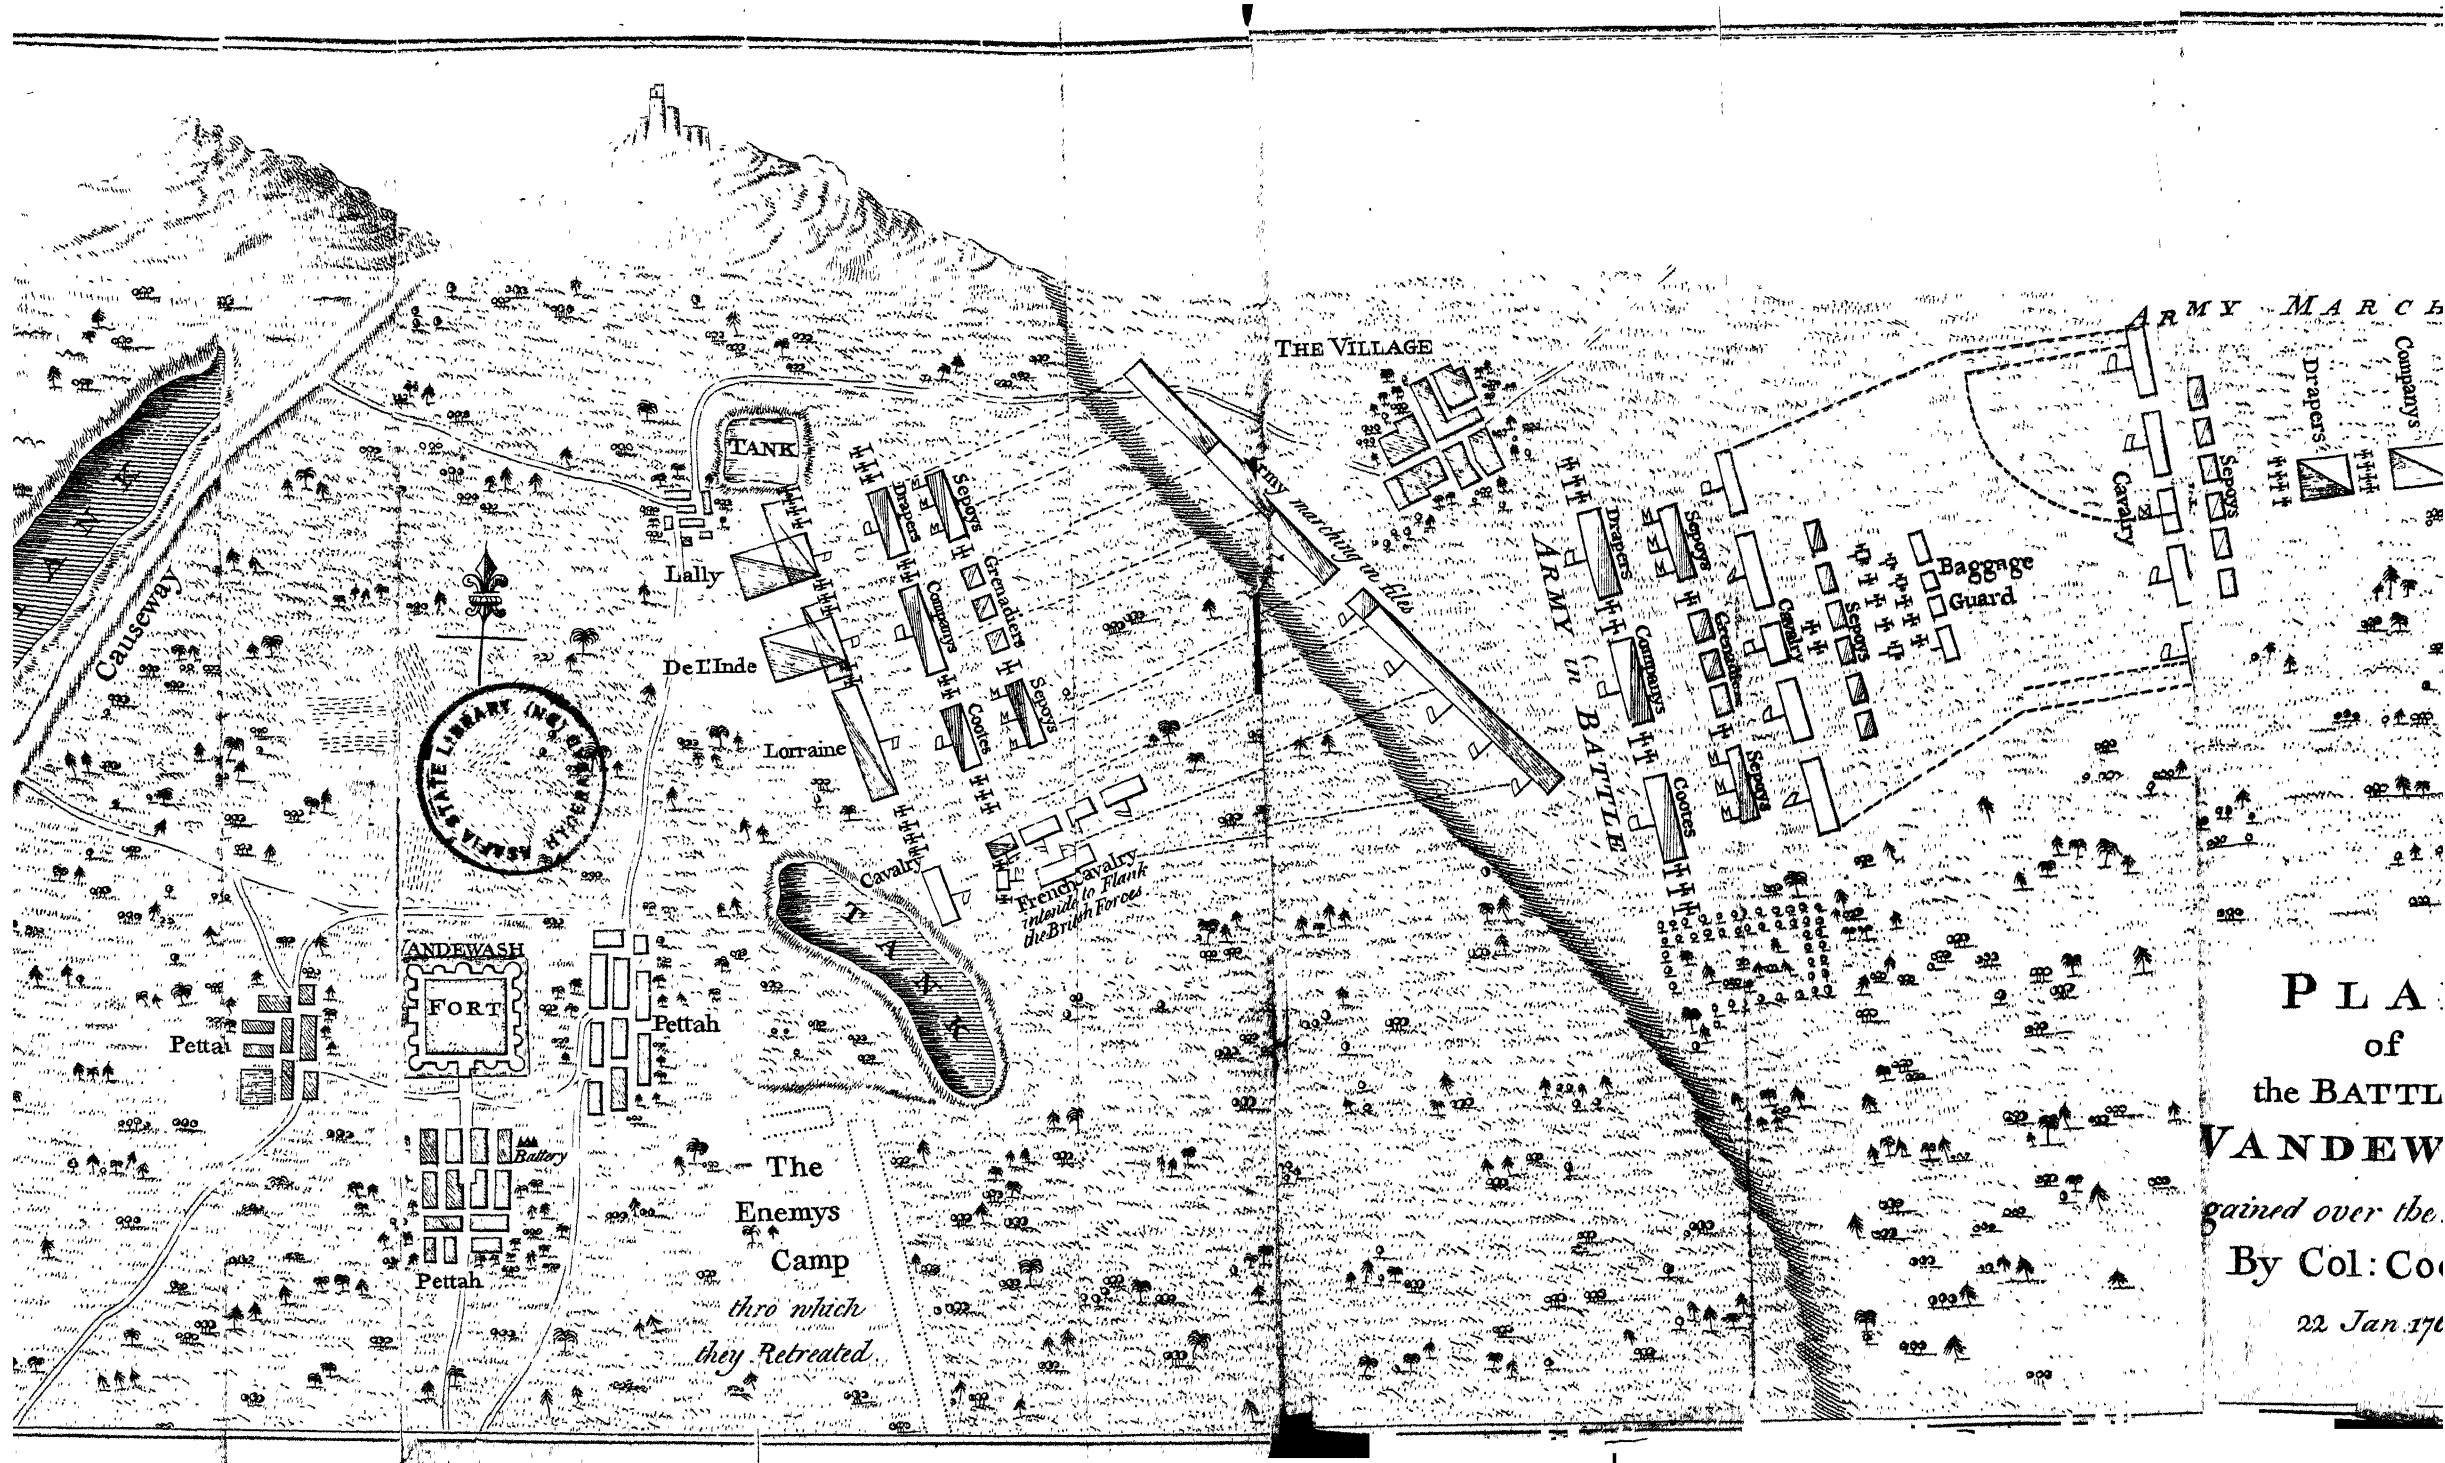 ARMY MARCH
Drapers
Companys
Sepoys
Cavalry
THE VILLAGE
Army marching in files
ARMY in BATTLE
Drapers
Sepoys
Companys
Grenadiers
Cootes
Sepoys
Cavalry
Sepoys
Baggage
Guard
TANK
Causeway
TANK
Lally
De L'Inde
Lorraine
Drapers
Sepoys
Companys
Grenadiers
Cootes
Sepoys
Cavalry
French Cavalry
intende to Flank
the British Forces
TANK
ASAFIA STATE LIBRARY
VANDEWASH
FORT
Pettah
Pettah
Battery
Pettah
The
Enemys
Camp
thro which
they Retreated
PLA
of
the BATTL
VANDEW
gained over the
By Col: Coo
22 Jan 176